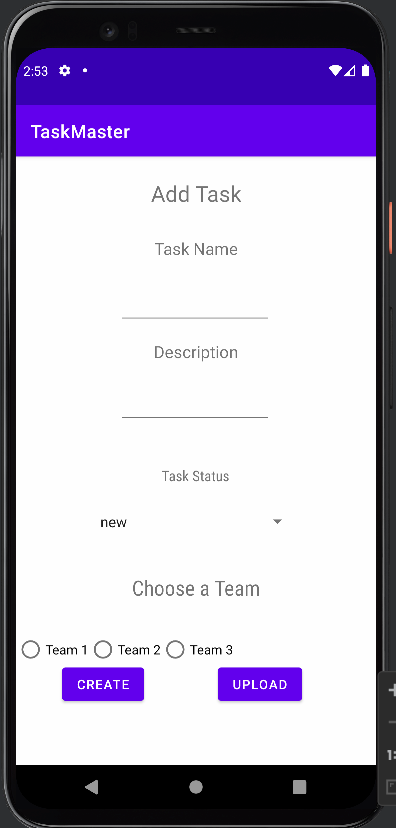 2:53
TaskMaster
Add Task
Task Name
Description
Task Status
new
Choose a Team
Team 1 Team 2 Team 3
CREATE UPLOAD
1: